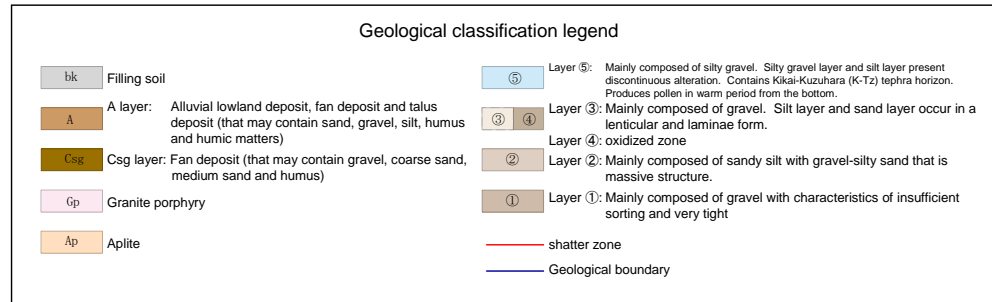 Geological classification legend
bk Filling soil
A A layer: Alluvial lowland deposit, fan deposit and talus
deposit (that may contain sand, gravel, silt, humus
and humic matters)
Csg Csg layer: Fan deposit (that may contain gravel, coarse sand,
medium sand and humus)
Gp Granite porphyry
Ap Aplite
⑤ Layer ⑤: Mainly composed of silty gravel. Silty gravel layer and silt layer present
discontinuous alteration. Contains Kikai-Kuzuhara (K-Tz) tephra horizon.
Produces pollen in warm period from the bottom.
③ ④ Layer ③: Mainly composed of gravel. Silt layer and sand layer occur in a
lenticular and laminae form.
Layer ④: oxidized zone
② Layer ②: Mainly composed of sandy silt with gravel-silty sand that is
massive structure.
① Layer ①: Mainly composed of gravel with characteristics of insufficient
sorting and very tight
shatter zone
Geological boundary